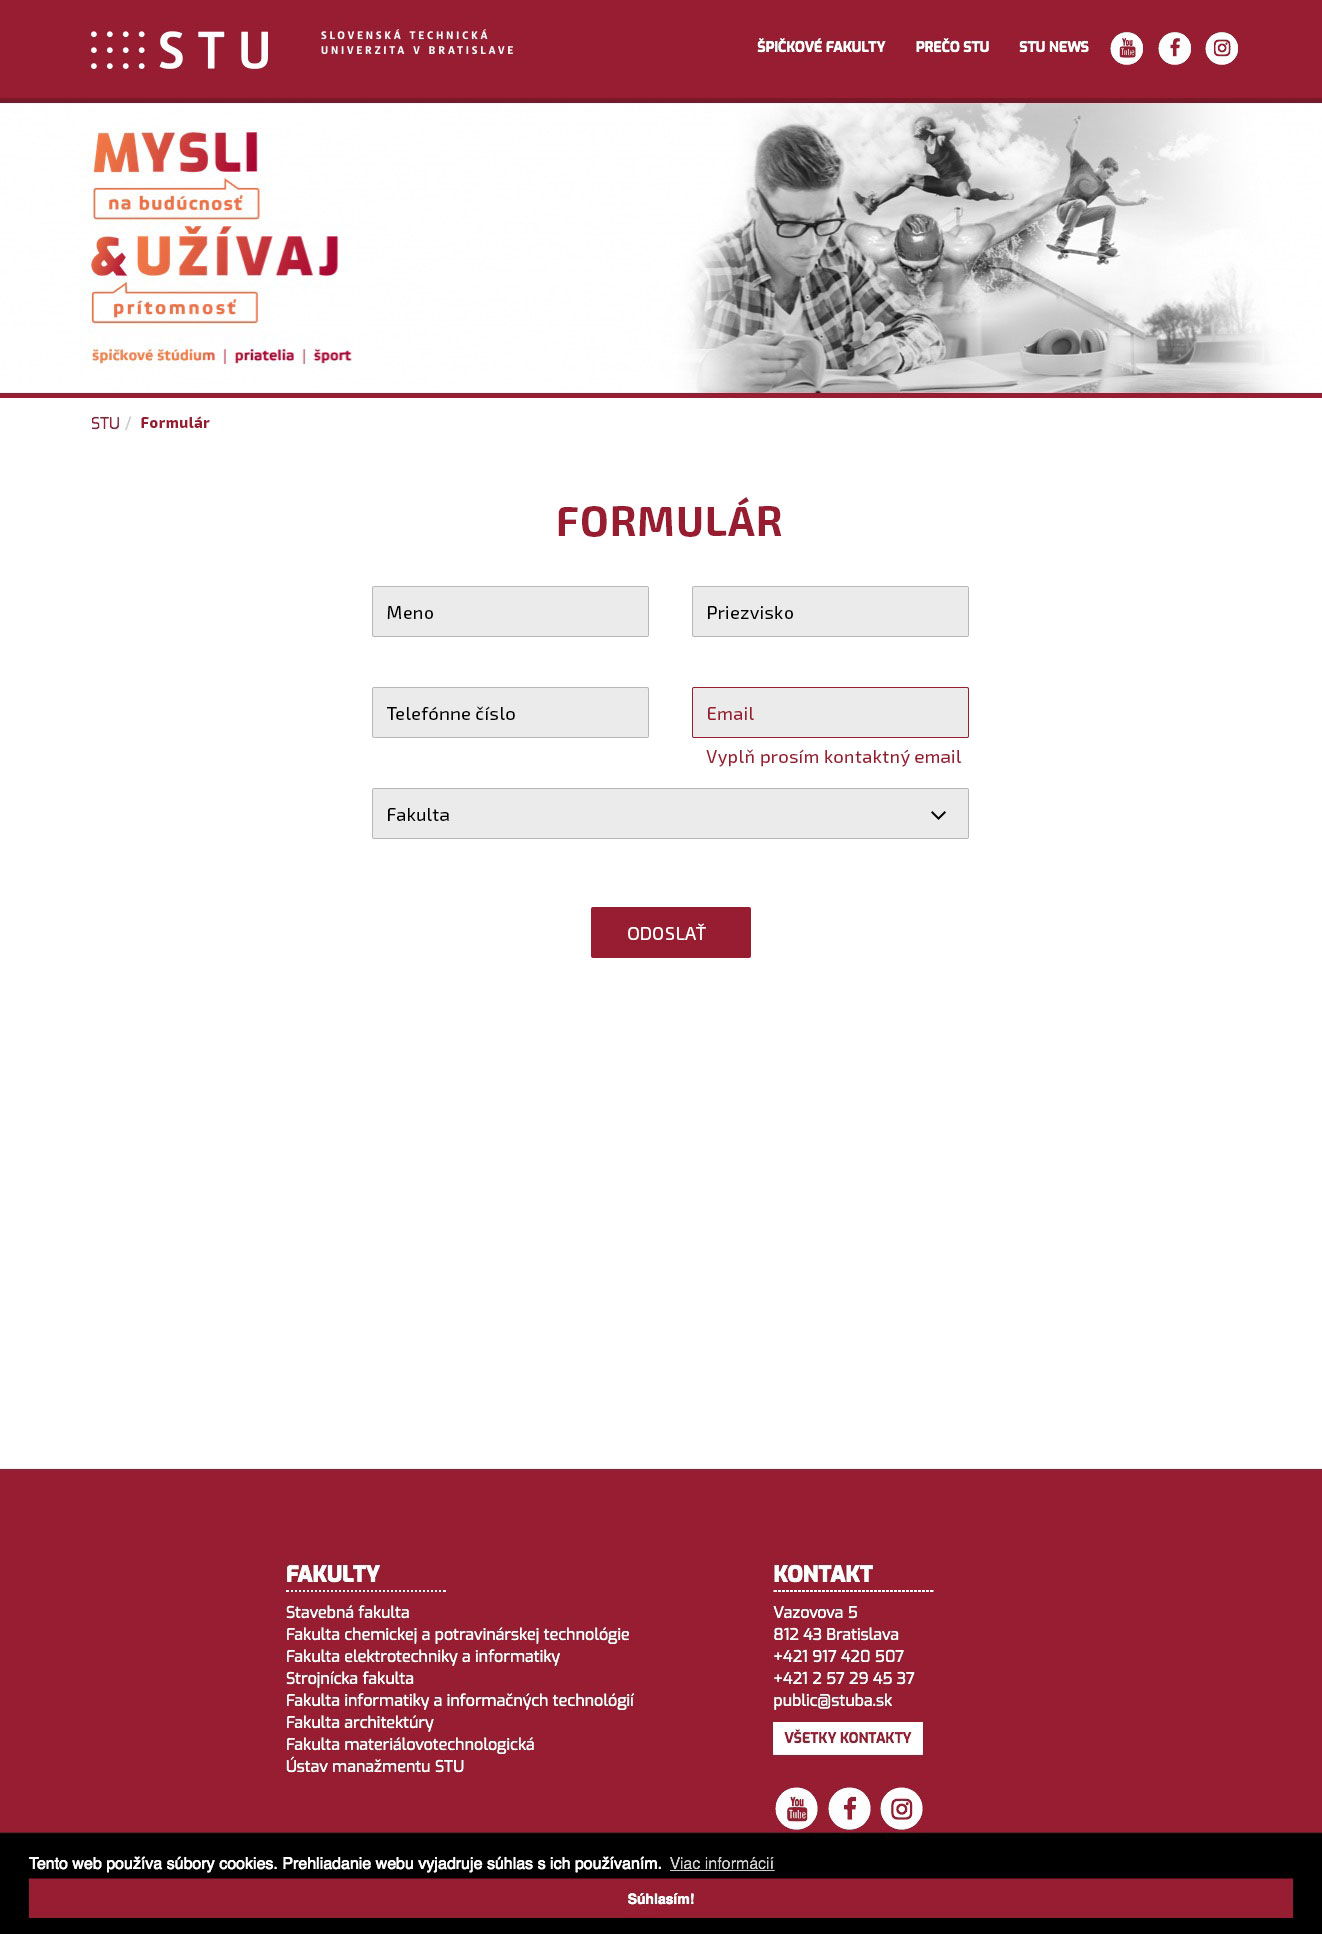 STU
SLOVENSKÁ TECHNICKÁ
UNIVERZITA V BRATISLAVE
ŠPIČKOVÉ FAKULTY
PREČO STU
STU NEWS
You
Tube
MYSLI
na budúcnosť
& UŽÍVAJ
prítomnosť
špičkové štúdium | priatelia | šport
STU / Formulár
FORMULÁR
Meno
Priezvisko
Telefónne číslo
Email
Vyplň prosím kontaktný email
Fakulta
ODOSLAŤ
FAKULTY
Stavebná fakulta
Fakulta chemickej a potravinárskej technológie
Fakulta elektrotechniky a informatiky
Strojnícka fakulta
Fakulta informatiky a informačných technológií
Fakulta architektúry
Fakulta materiálovotechnologická
Ústav manažmentu STU
KONTAKT
Vazovova 5
812 43 Bratislava
+421 917 420 507
+421 2 57 29 45 37
public@stuba.sk
VŠETKY KONTAKTY
You
Tube
Tento web používa súbory cookies. Prehliadanie webu vyjadruje súhlas s ich používaním. Viac informácií
Súhlasím!